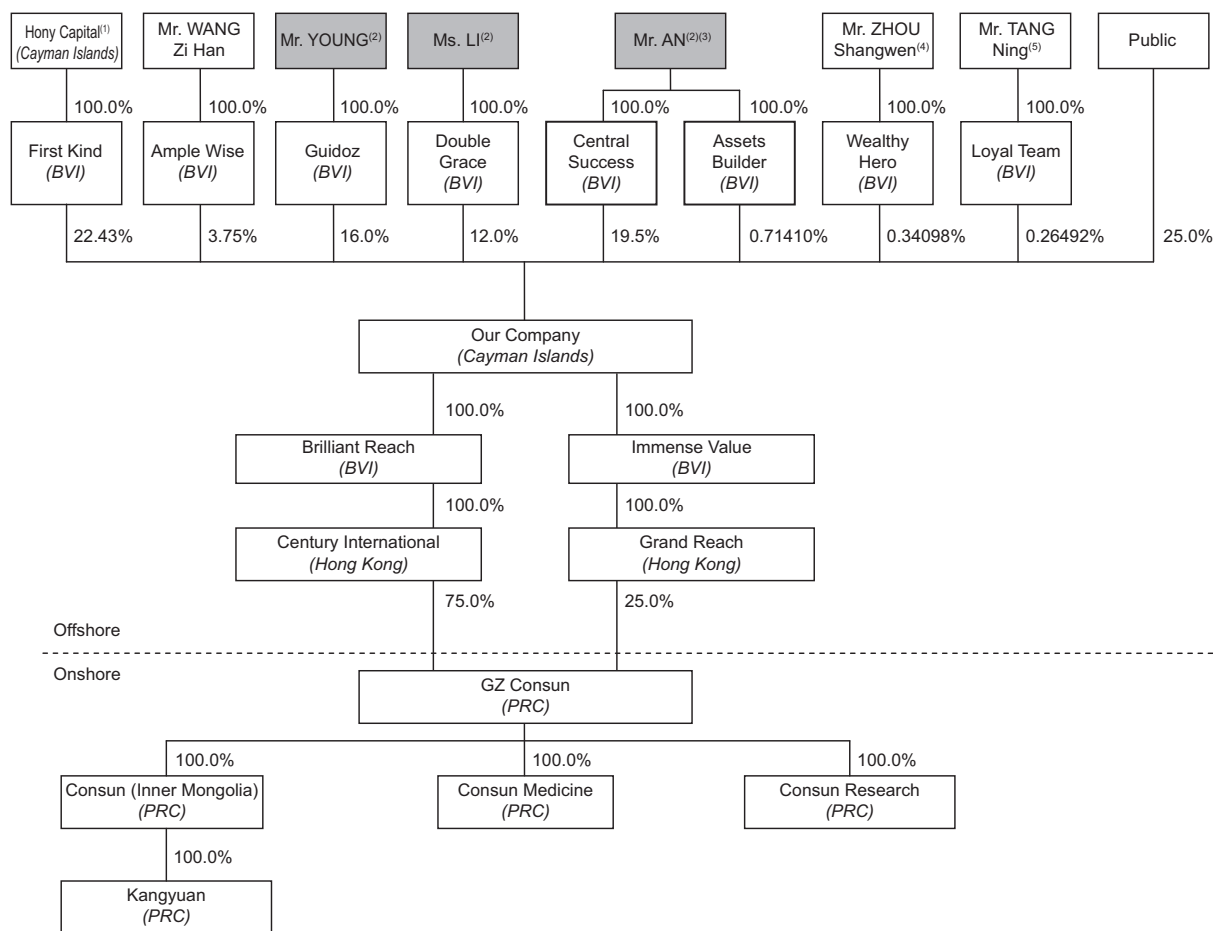 Hony Capital(1)
(Cayman Islands)
Mr. WANG
Zi Han
Mr. YOUNG(2)
Ms. LI(2)
Mr. AN(2)(3)
Mr. ZHOU
Shangwen(4)
Mr. TANG
Ning(5)
Public
100.0%
100.0%
100.0%
100.0%
100.0%
100.0%
100.0%
100.0%
First Kind
(BVI)
Ample Wise
(BVI)
Guidoz
(BVI)
Double
Grace
(BVI)
Central
Success
(BVI)
Assets
Builder
(BVI)
Wealthy
Hero
(BVI)
Loyal Team
(BVI)
22.43%
3.75%
16.0%
12.0%
19.5%
0.71410%
0.34098%
0.26492%
25.0%
Our Company
(Cayman Islands)
100.0%
100.0%
Brilliant Reach
(BVI)
Immense Value
(BVI)
100.0%
100.0%
Century International
(Hong Kong)
Grand Reach
(Hong Kong)
75.0%
25.0%
Offshore
Onshore
GZ Consun
(PRC)
100.0%
100.0%
100.0%
Consun (Inner Mongolia)
(PRC)
Consun Medicine
(PRC)
Consun Research
(PRC)
100.0%
Kangyuan
(PRC)